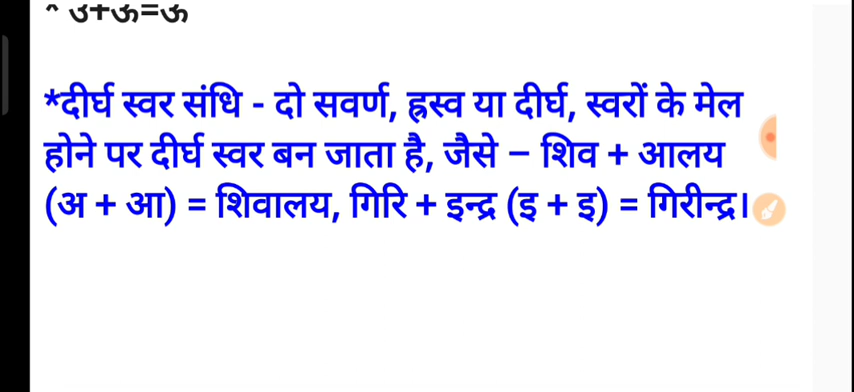 * उ+ऊ=ऊ
*दीर्घ स्वर संधि - दो सवर्ण, ह्रस्व या दीर्घ, स्वरों के मेल
होने पर दीर्घ स्वर बन जाता है, जैसे – शिव + आलय
(अ + आ) = शिवालय, गिरि + इन्द्र (इ + इ) = गिरीन्द्र।